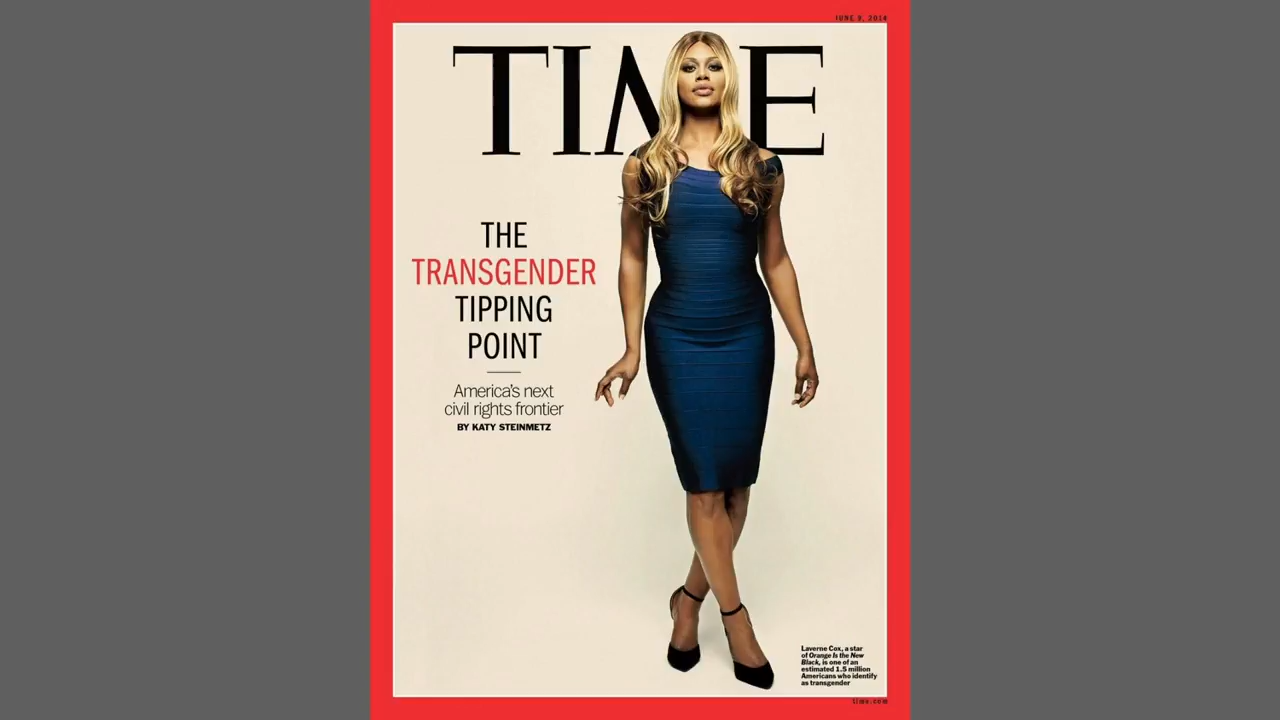 JUNE 9, 2014
TIME
THE
TRANSGENDER
TIPPING
POINT
America's next
civil rights frontier
BY KATY STEINMETZ
Laverne Cox, a star
of Orange Is the New
Black, is one of an
estimated 1.5 million
Americans who identify
as transgender
time.com